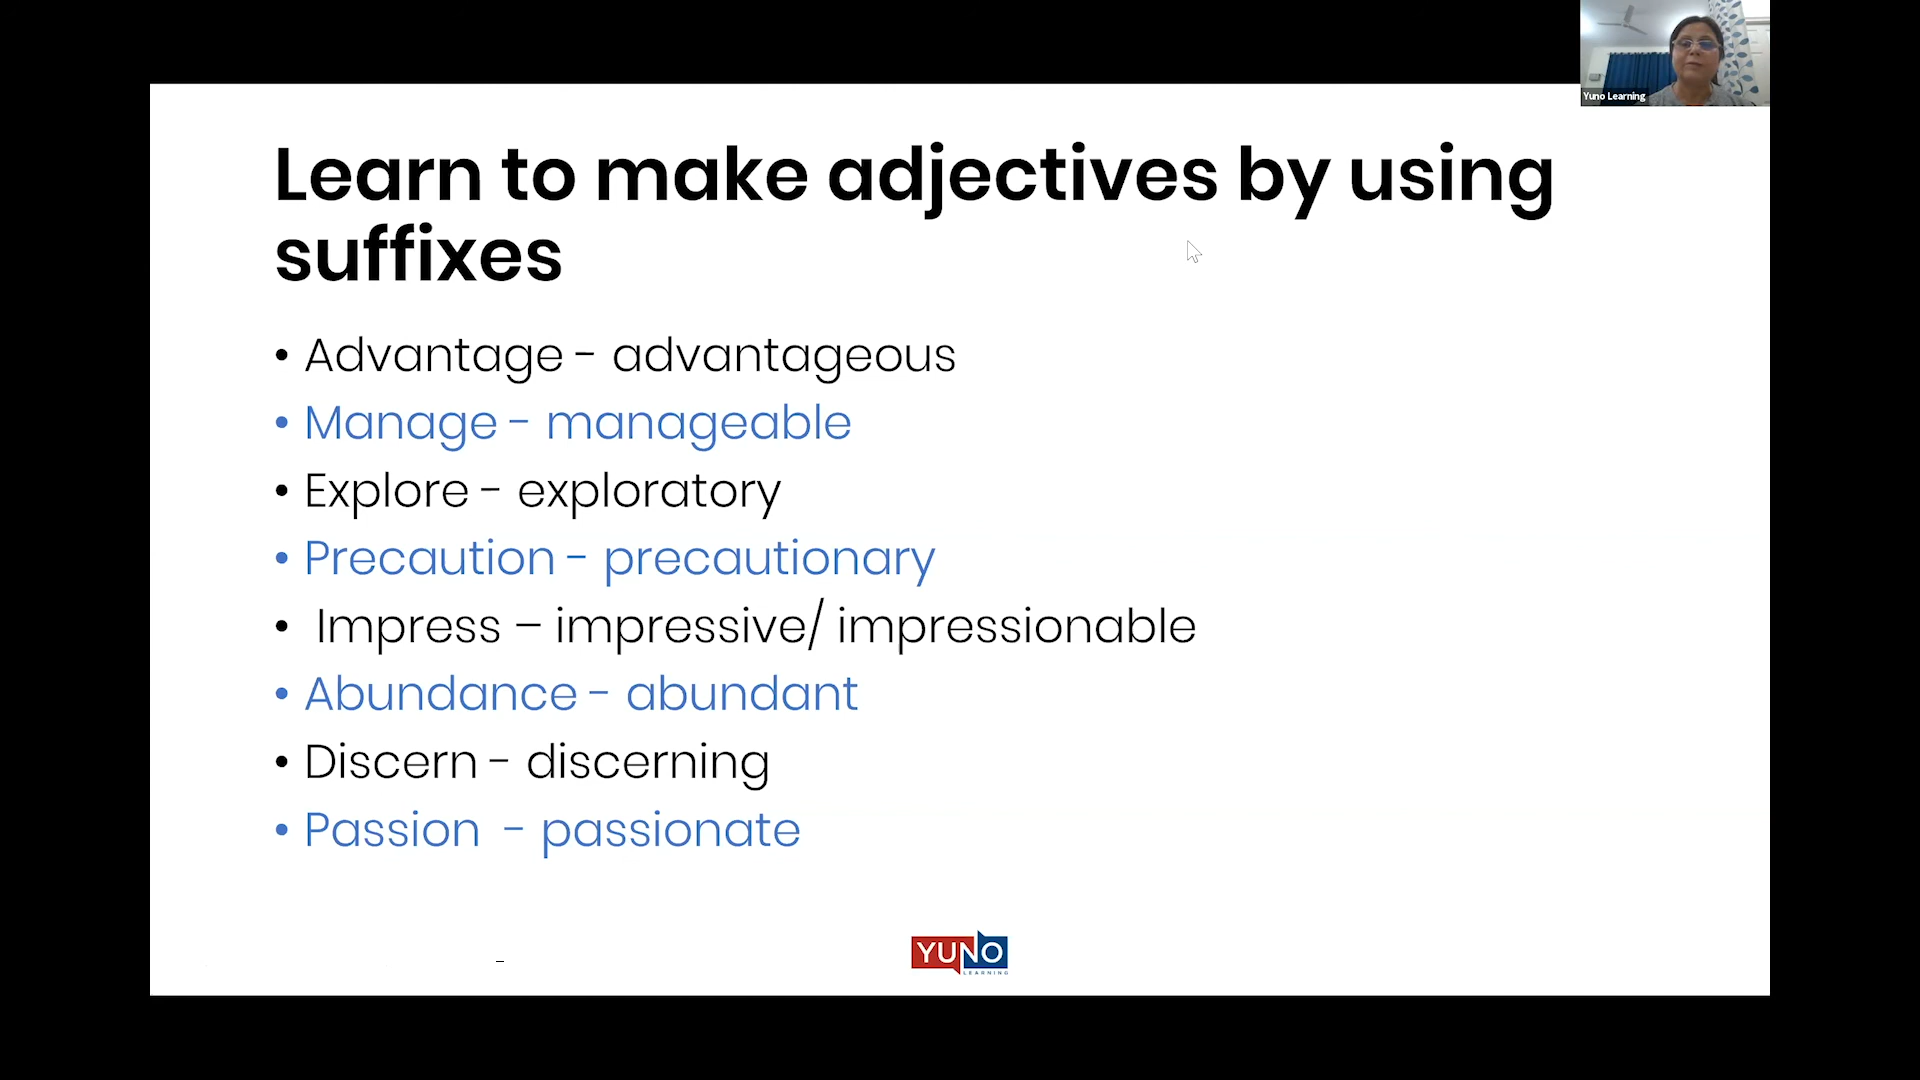 Yuno Learning
Learn to make adjectives by using
suffixes
• Advantage - advantageous
• Manage - manageable
• Explore - exploratory
• Precaution - precautionary
• Impress – impressive/ impressionable
• Abundance - abundant
• Discern - discerning
• Passion - passionate
YUNO
LEARNING